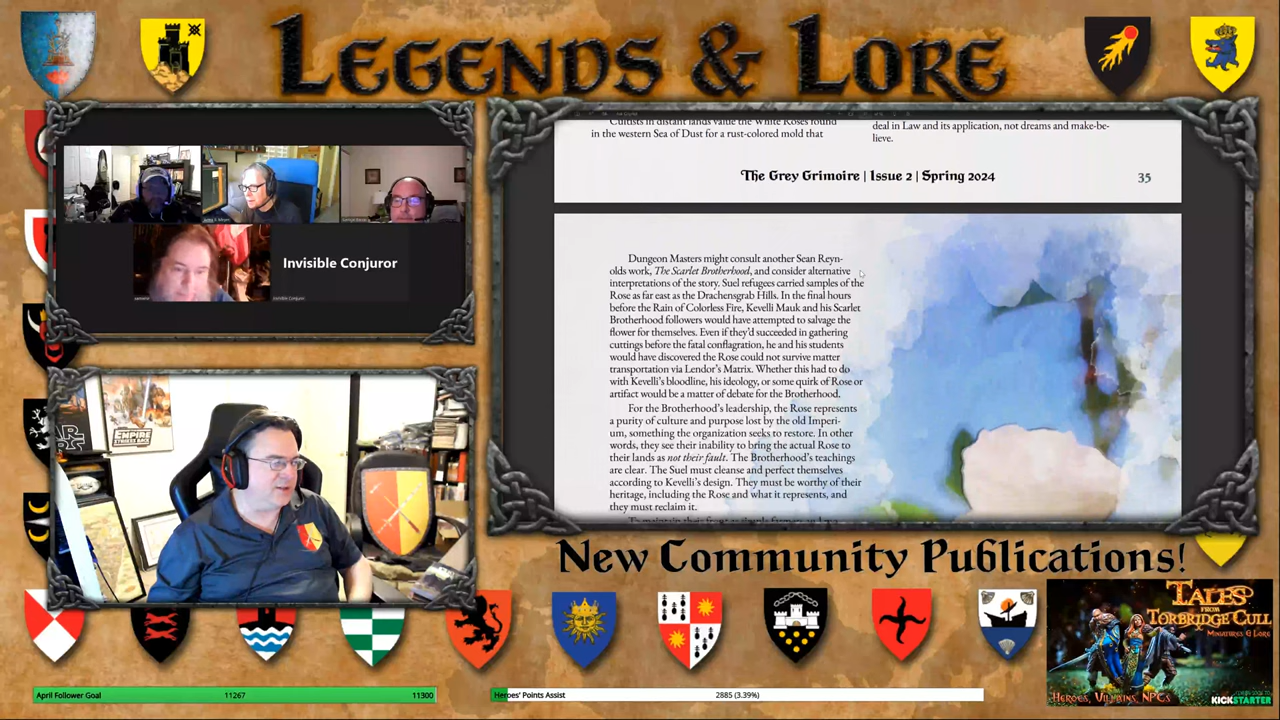 LEGENDS & LORE
Invisible Conjuror
Invisible Conjuror
STAR WARS
EMPIRE
STRIKES BACK
Cultists in distant lands value the White Roses found
in the western Sea of Dust for a rust-colored mold that
deal in Law and its application, not dreams and make-be-
lieve.
The Grey Grimoire | Issue 2 | Spring 2024
35
Dungeon Masters might consult another Sean Reyn-
olds work, The Scarlet Brotherhood, and consider alternative
interpretations of the story. Suel refugees carried samples of the
Rose as far east as the Drachensgrab Hills. In the final hours
before the Rain of Colorless Fire, Kevelli Mauk and his Scarlet
Brotherhood followers would have attempted to salvage the
flower for themselves. Even if they'd succeeded in gathering
cuttings before the fatal conflagration, he and his students
would have discovered the Rose could not survive matter
transportation via Lendor's Matrix. Whether this had to do
with Kevelli's bloodline, his ideology, or some quirk of Rose or
artifact would be a matter of debate for the Brotherhood.
For the Brotherhood's leadership, the Rose represents
a purity of culture and purpose lost by the old Imperi-
um, something the organization seeks to restore. In other
words, they see their inability to bring the actual Rose to
their lands as not their fault. The Brotherhood's teachings
are clear. The Suel must cleanse and perfect themselves
according to Kevelli's design. They must be worthy of their
heritage, including the Rose and what it represents, and
they must reclaim it.
New Community Publications!
TALES
FROM
TORBRIDGE CULL
MINIATURES & LORE
HEROES, VILLAINS, NPCS
KICKSTARTER
April Follower Goal 11267 11300
Heroes' Points Assist 2885 (3.39%)